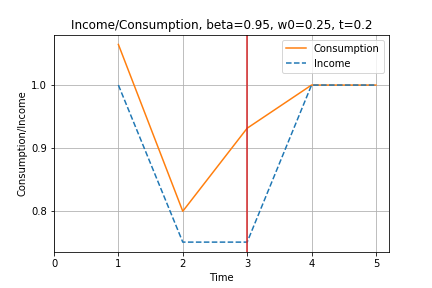 Income/Consumption, beta=0.95, w0=0.25, t=0.2
Consumption
Income
Consumption/Income
1.0
0.9
0.8
0
1
2
3
4
5
Time